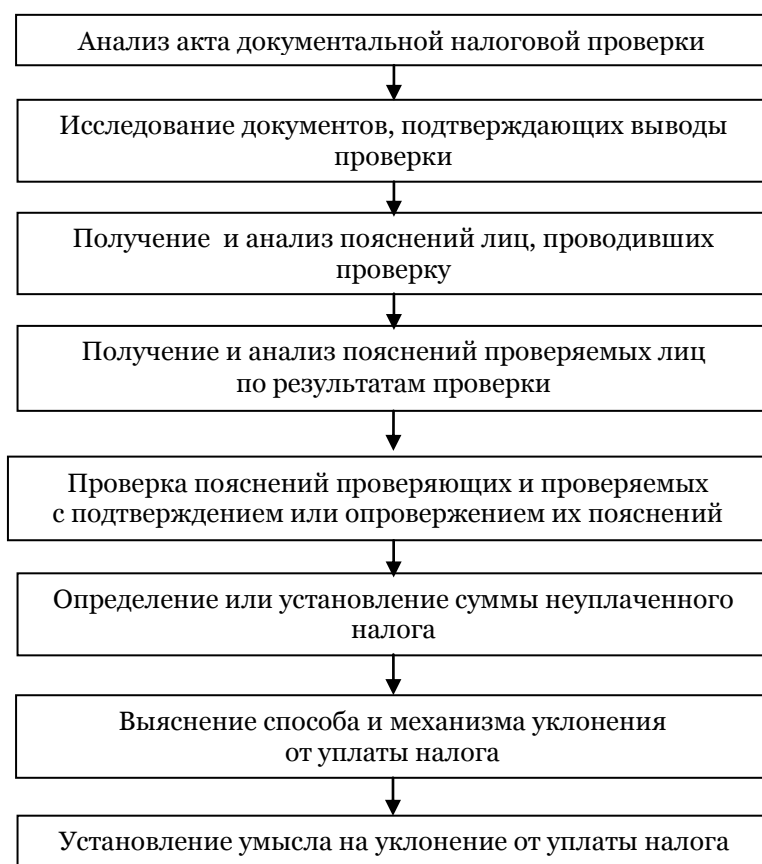 Анализ акта документальной налоговой проверки
Исследование документов, подтверждающих выводы
проверки
Получение и анализ пояснений лиц, проводивших
проверку
Получение и анализ пояснений проверяемых лиц
по результатам проверки
Проверка пояснений проверяющих и проверяемых
с подтверждением или опровержением их пояснений
Определение или установление суммы неуплаченного
налога
Выяснение способа и механизма уклонения
от уплаты налога
Установление умысла на уклонение от уплаты налога